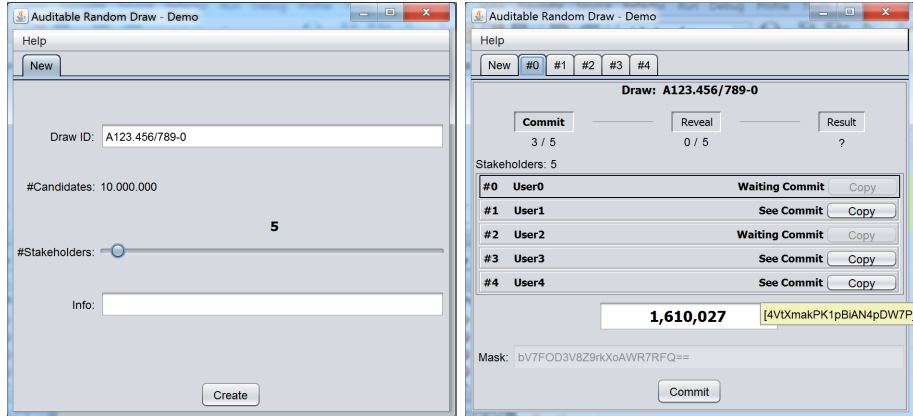 Auditable Random Draw - Demo
Help
New
Draw ID: A123.456/789-0
#Candidates: 10.000.000
5
#Stakeholders:
Info:
Create
Auditable Random Draw - Demo
Help
New #0 #1 #2 #3 #4
Draw: A123.456/789-0
Commit Reveal Result
3 / 5 0 / 5 ?
Stakeholders: 5
#0 User0 Waiting Commit Copy
#1 User1 See Commit Copy
#2 User2 Waiting Commit Copy
#3 User3 See Commit Copy
#4 User4 See Commit Copy
1,610,027
[4VtXmakPK1pBiAN4pDW7P
Mask: bV7FOD3V8Z9rkXoAWR7RFQ==
Commit